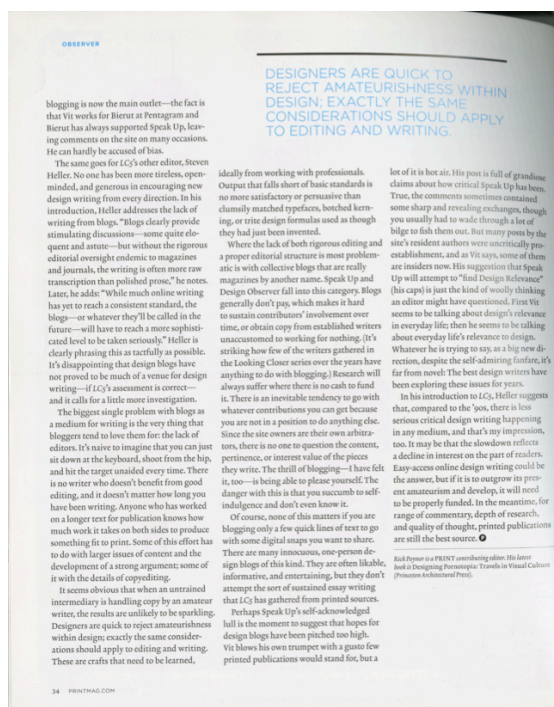 OBSERVER
DESIGNERS ARE QUICK TO
REJECT AMATEURISHNESS WITHIN
DESIGN; EXACTLY THE SAME
CONSIDERATIONS SHOULD APPLY
TO EDITING AND WRITING.
blogging is now the main outlet—the fact is
that Vit works for Bierut at Pentagram and
Bierut has always supported Speak Up, leav-
ing comments on the site on many occasions.
He can hardly be accused of bias.
The same goes for LC5's other editor, Steven
Heller. No one has been more tireless, open-
minded, and generous in encouraging new
design writing from every direction. In his
introduction, Heller addresses the lack of
writing from blogs. "Blogs clearly provide
stimulating discussions—some quite elo-
quent and astute—but without the rigorous
editorial oversight endemic to magazines
and journals, the writing is often more raw
transcription than polished prose," he notes.
Later, he adds: "While much online writing
has yet to reach a consistent standard, the
blogs—or whatever they'll be called in the
future—will have to reach a more sophisti-
cated level to be taken seriously." Heller is
clearly phrasing this as tactfully as possible.
It's disappointing that design blogs have
not proved to be much of a venue for design
writing—if LC5's assessment is correct—
and it calls for a little more investigation.
The biggest single problem with blogs as
a medium for writing is the very thing that
bloggers tend to love them for: the lack of
editors. It's naive to imagine that you can just
sit down at the keyboard, shoot from the hip,
and hit the target unaided every time. There
is no writer who doesn't benefit from good
editing, and it doesn't matter how long you
have been writing. Anyone who has worked
on a longer text for publication knows how
much work it takes on both sides to produce
something fit to print. Some of this effort has
to do with larger issues of content and the
development of a strong argument; some of
it with the details of copyediting.
It seems obvious that when an untrained
intermediary is handling copy by an amateur
writer, the results are unlikely to be sparkling.
Designers are quick to reject amateurishness
within design; exactly the same consider-
ations should apply to editing and writing.
These are crafts that need to be learned,
ideally from working with professionals.
Output that falls short of basic standards is
no more satisfactory or persuasive than
clumsily matched typefaces, botched kern-
ing, or trite design formulas used as though
they had just been invented.
Where the lack of both rigorous editing and
a proper editorial structure is most problem-
atic is with collective blogs that are really
magazines by another name. Speak Up and
Design Observer fall into this category. Blogs
generally don't pay, which makes it hard
to sustain contributors' involvement over
time, or obtain copy from established writers
unaccustomed to working for nothing. (It's
striking how few of the writers gathered in
the Looking Closer series over the years have
anything to do with blogging.) Research will
always suffer where there is no cash to fund
it. There is an inevitable tendency to go with
whatever contributions you can get because
you are not in a position to do anything else.
Since the site owners are their own arbitra-
tors, there is no one to question the content,
pertinence, or interest value of the pieces
they write. The thrill of blogging—I have felt
it, too—is being able to please yourself. The
danger with this is that you succumb to self-
indulgence and don't even know it.
Of course, none of this matters if you are
blogging only a few quick lines of text to go
with some digital snaps you want to share.
There are many innocuous, one-person de-
sign blogs of this kind. They are often likable,
informative, and entertaining, but they don't
attempt the sort of sustained essay writing
that LC5 has gathered from printed sources.
Perhaps Speak Up's self-acknowledged
lull is the moment to suggest that hopes for
design blogs have been pitched too high.
Vit blows his own trumpet with a gusto few
printed publications would stand for, but a
lot of it is hot air. His post is full of grandiose
claims about how critical Speak Up has been.
True, the comments sometimes contained
some sharp and revealing exchanges, though
you usually had to wade through a lot of
bilge to fish them out. But many posts by the
site's resident authors were uncritically pro-
establishment, and as Vit says, some of them
are insiders now. His suggestion that Speak
Up will attempt to "find Design Relevance"
(his caps) is just the kind of woolly thinking
an editor might have questioned. First Vit
seems to be talking about design's relevance
in everyday life; then he seems to be talking
about everyday life's relevance to design.
Whatever he is trying to say, as a big new di-
rection, despite the self-admiring fanfare, it's
far from novel: The best design writers have
been exploring these issues for years.
In his introduction to LC5, Heller suggests
that, compared to the '90s, there is less
serious critical design writing happening
in any medium, and that's my impression,
too. It may be that the slowdown reflects
a decline in interest on the part of readers.
Easy-access online design writing could be
the answer, but if it is to outgrow its pres-
ent amateurism and develop, it will need
to be properly funded. In the meantime, for
range of commentary, depth of research,
and quality of thought, printed publications
are still the best source. P
Rick Poynor is a PRINT contributing editor. His latest
book is Designing Pornotopia: Travels in Visual Culture
(Princeton Architectural Press).
34 PRINTMAG.COM